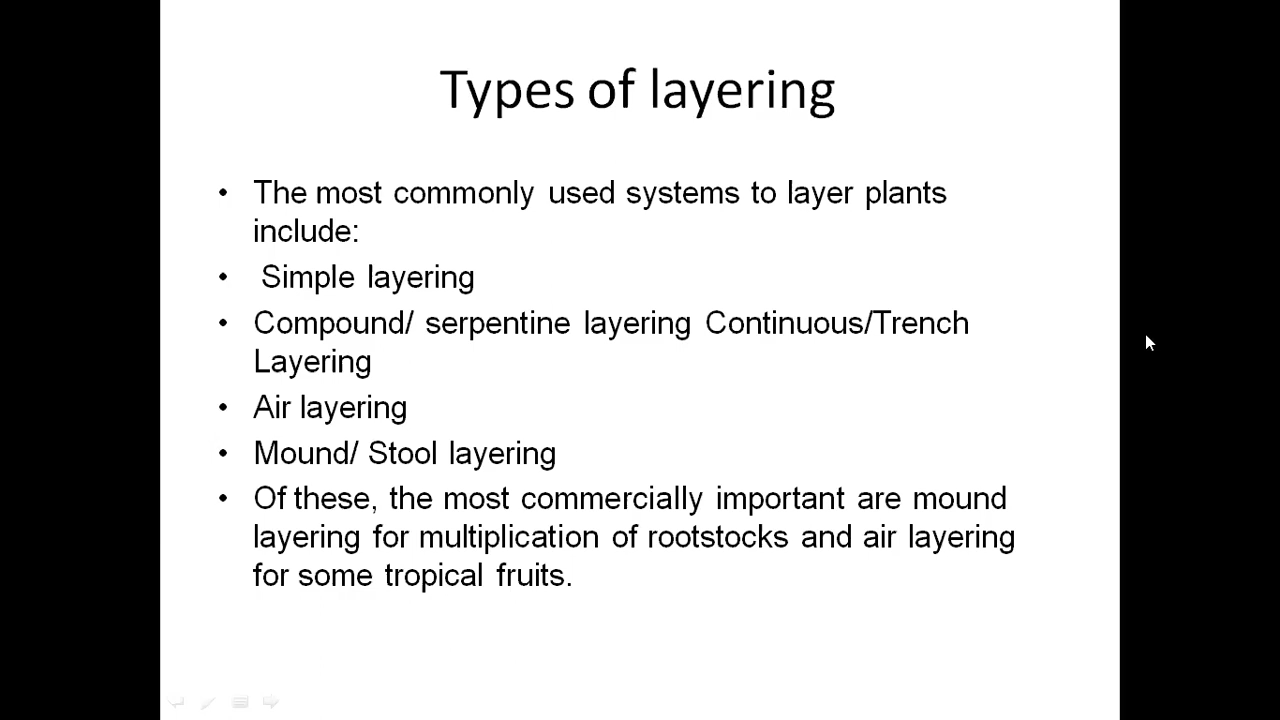 Types of layering
• The most commonly used systems to layer plants
include:
• Simple layering
• Compound/ serpentine layering Continuous/Trench
Layering
• Air layering
• Mound/ Stool layering
• Of these, the most commercially important are mound
layering for multiplication of rootstocks and air layering
for some tropical fruits.